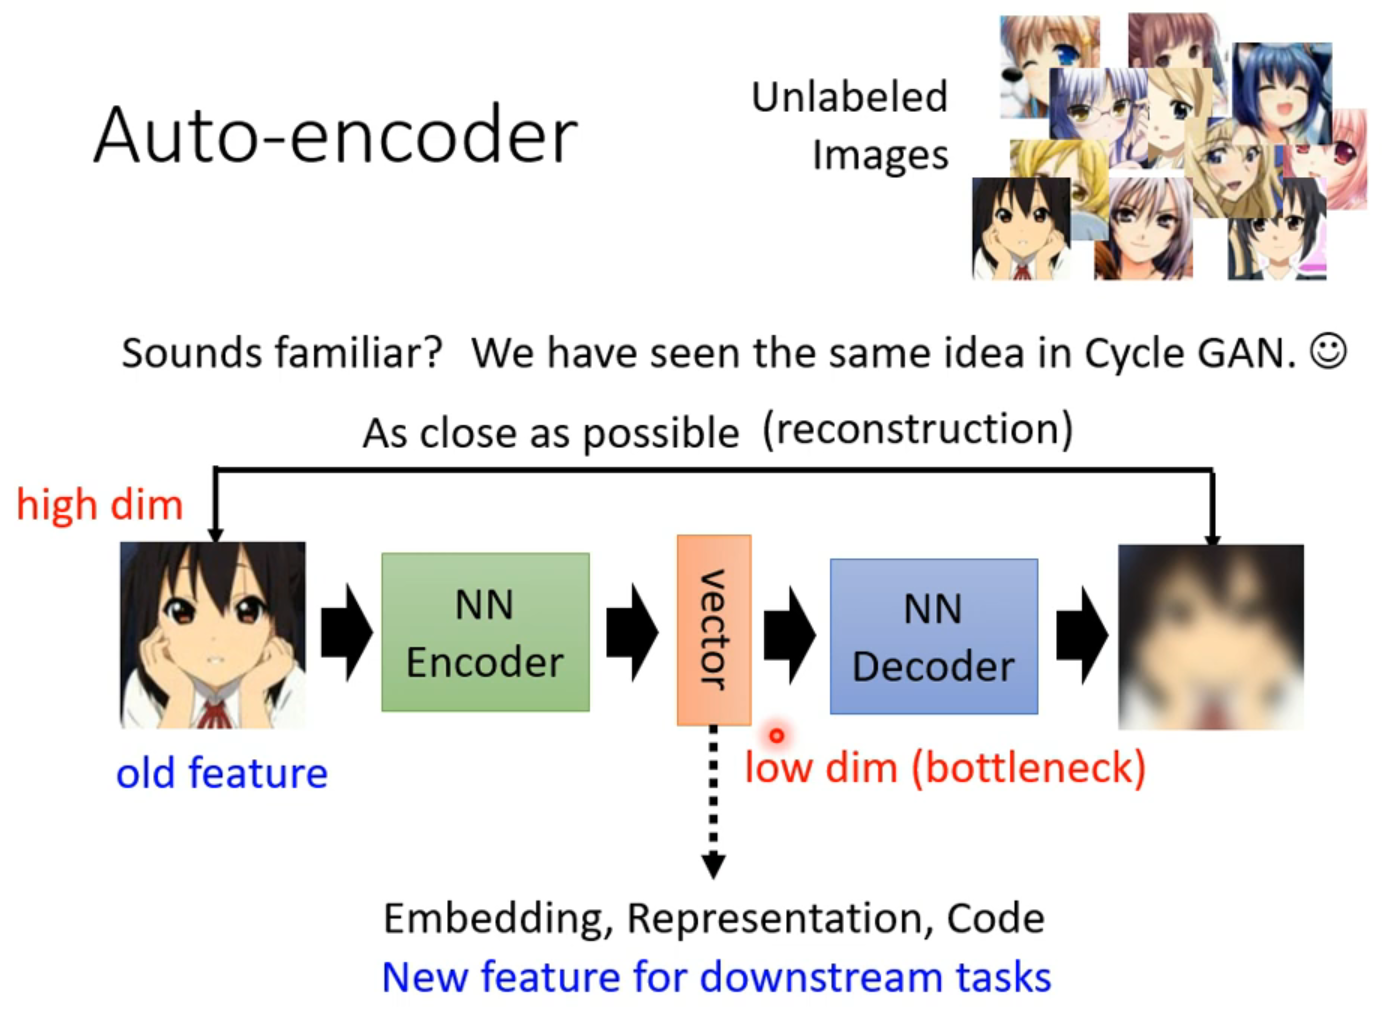 Auto-encoder
Unlabeled
Images
Sounds familiar? We have seen the same idea in Cycle GAN. ☺
As close as possible (reconstruction)
high dim
NN
Encoder
vector
NN
Decoder
old feature
low dim (bottleneck)
Embedding, Representation, Code
New feature for downstream tasks